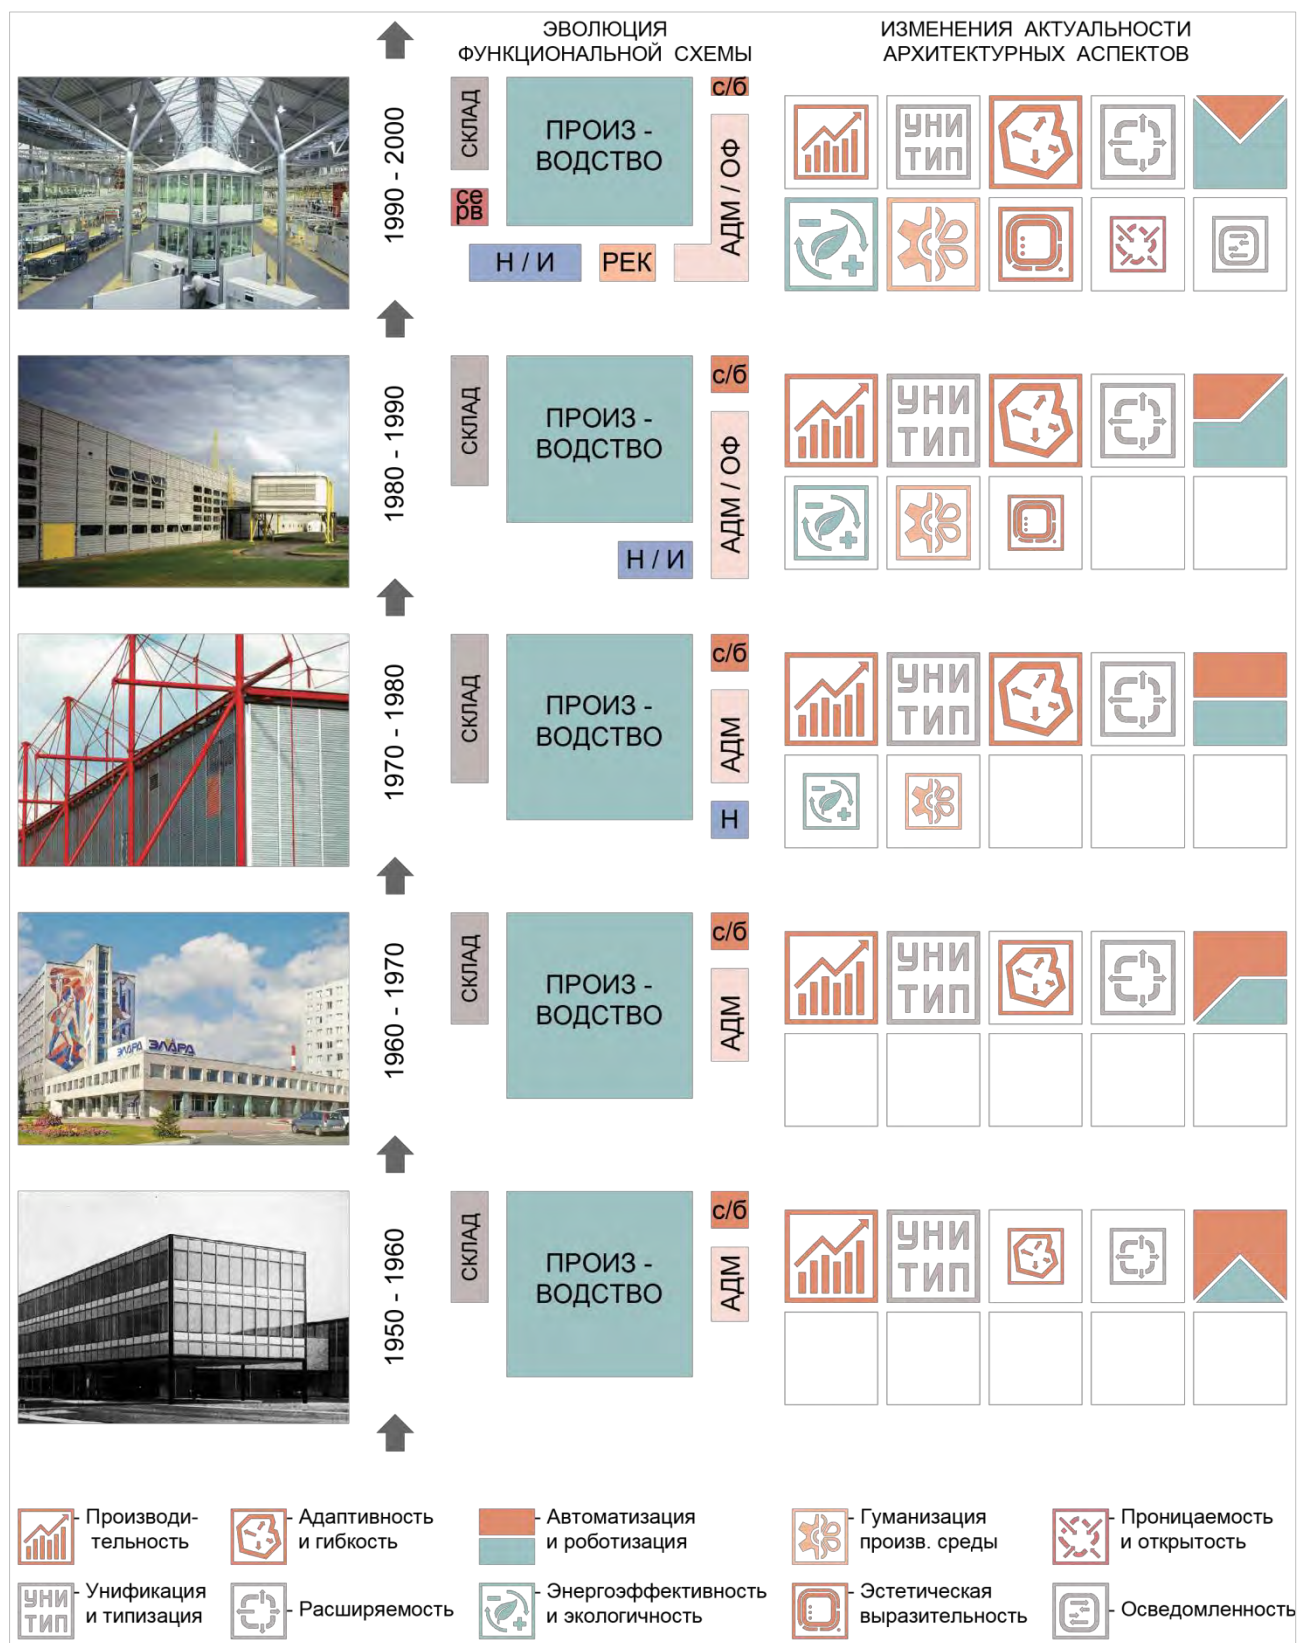 ЭВОЛЮЦИЯ
ФУНКЦИОНАЛЬНОЙ СХЕМЫ
ИЗМЕНЕНИЯ АКТУАЛЬНОСТИ
АРХИТЕКТУРНЫХ АСПЕКТОВ
1990 - 2000
СКЛАД
ПРОИЗ -
ВОДСТВО
с/б
АДМ / ОФ
се
рв
Н / И
РЕК
УНИ
ТИП
1980 - 1990
СКЛАД
ПРОИЗ -
ВОДСТВО
с/б
АДМ / ОФ
Н / И
УНИ
ТИП
1970 - 1980
СКЛАД
ПРОИЗ -
ВОДСТВО
с/б
АДМ
Н
УНИ
ТИП
ЭЛАРА ЭЛАРА
1960 - 1970
СКЛАД
ПРОИЗ -
ВОДСТВО
с/б
АДМ
УНИ
ТИП
1950 - 1960
СКЛАД
ПРОИЗ -
ВОДСТВО
с/б
АДМ
УНИ
ТИП
- Производи-
тельность
- Адаптивность
и гибкость
- Автоматизация
и роботизация
- Гуманизация
произв. среды
- Проницаемость
и открытость
УНИ
ТИП
- Унификация
и типизация
- Расширяемость
- Энергоэффективность
и экологичность
- Эстетическая
выразительность
- Осведомленность